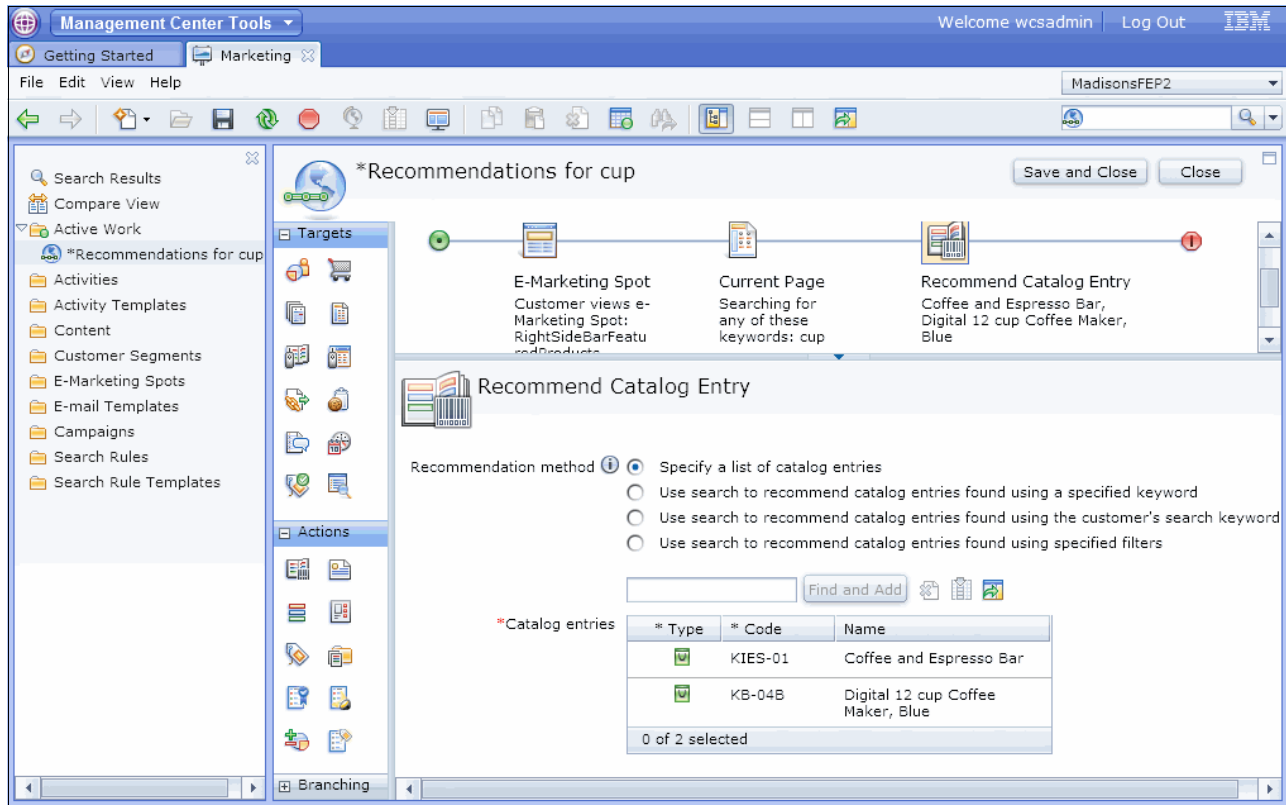 Management Center Tools
Welcome wcsadmin
Log Out
IBM
Getting Started
Marketing
File Edit View Help
MadisonsFEP2
Search Results
Compare View
Active Work
*Recommendations for cup
Activities
Activity Templates
Content
Customer Segments
E-Marketing Spots
E-mail Templates
Campaigns
Search Rules
Search Rule Templates
*Recommendations for cup
Save and Close
Close
Targets
Actions
Branching
E-Marketing Spot
Customer views e-
Marketing Spot:
RightSideBarFeatu
redProducts
Current Page
Searching for
any of these
keywords: cup
Recommend Catalog Entry
Coffee and Espresso Bar,
Digital 12 cup Coffee
Maker,
Blue
Recommend Catalog Entry
Recommendation method
Specify a list of catalog entries
Use search to recommend catalog entries found using a specified keyword
Use search to recommend catalog entries found using the customer's search keyword
Use search to recommend catalog entries found using specified filters
Find and Add
*Catalog entries
* Type * Code Name
KIES-01 Coffee and Espresso Bar
KB-04B Digital 12 cup Coffee
Maker, Blue
0 of 2 selected